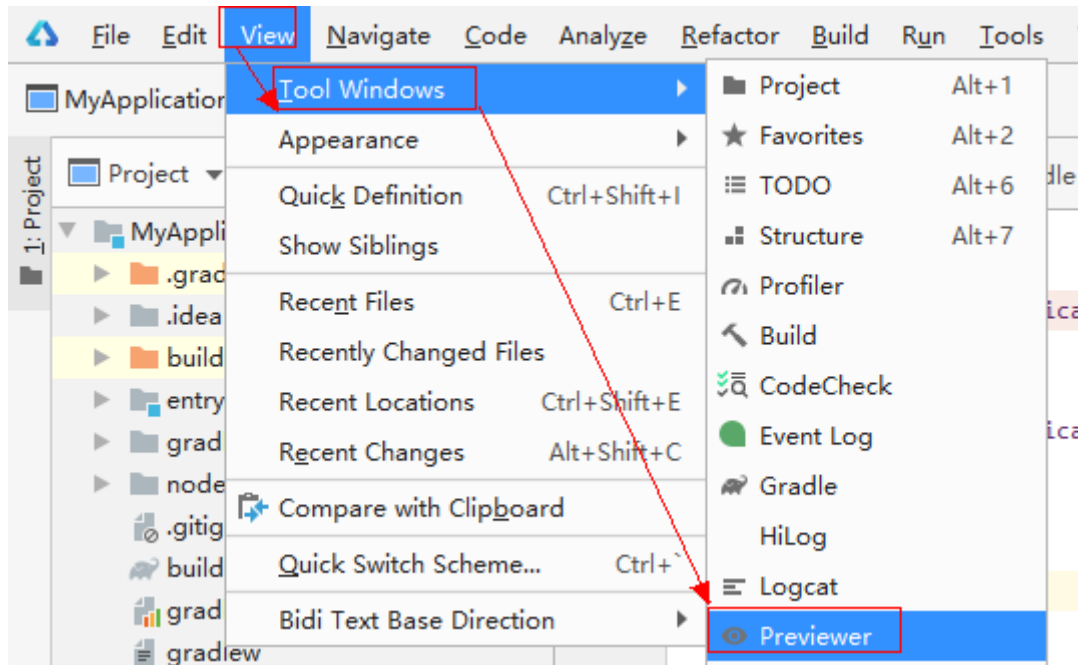 File Edit View Navigate Code Analyze Refactor Build Run Tools
MyApplication
Project
1: Project
MyAppli
.grad
.idea
build
entry
grad
node
.gitig
build
grad
gradlew
Tool Windows
Appearance
Quick Definition Ctrl+Shift+I
Show Siblings
Recent Files Ctrl+E
Recently Changed Files
Recent Locations Ctrl+Shift+E
Recent Changes Alt+Shift+C
Compare with Clipboard
Quick Switch Scheme... Ctrl+`
Bidi Text Base Direction
Project Alt+1
Favorites Alt+2
TODO Alt+6
Structure Alt+7
Profiler
Build
CodeCheck
Event Log
Gradle
HiLog
Logcat
Previewer
dle
ica
ica